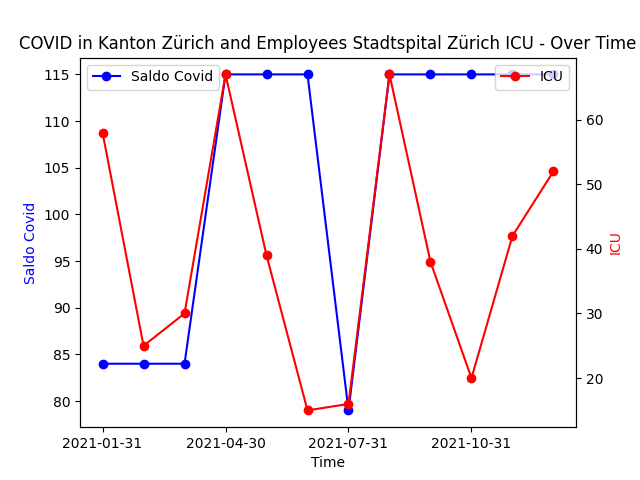 COVID in Kanton Zürich and Employees Stadtspital Zürich ICU - Over Time
Saldo Covid
ICU
115
110
105
100
95
90
85
80
Saldo Covid
60
50
40
30
20
ICU
2021-01-31
2021-04-30
2021-07-31
2021-10-31
Time